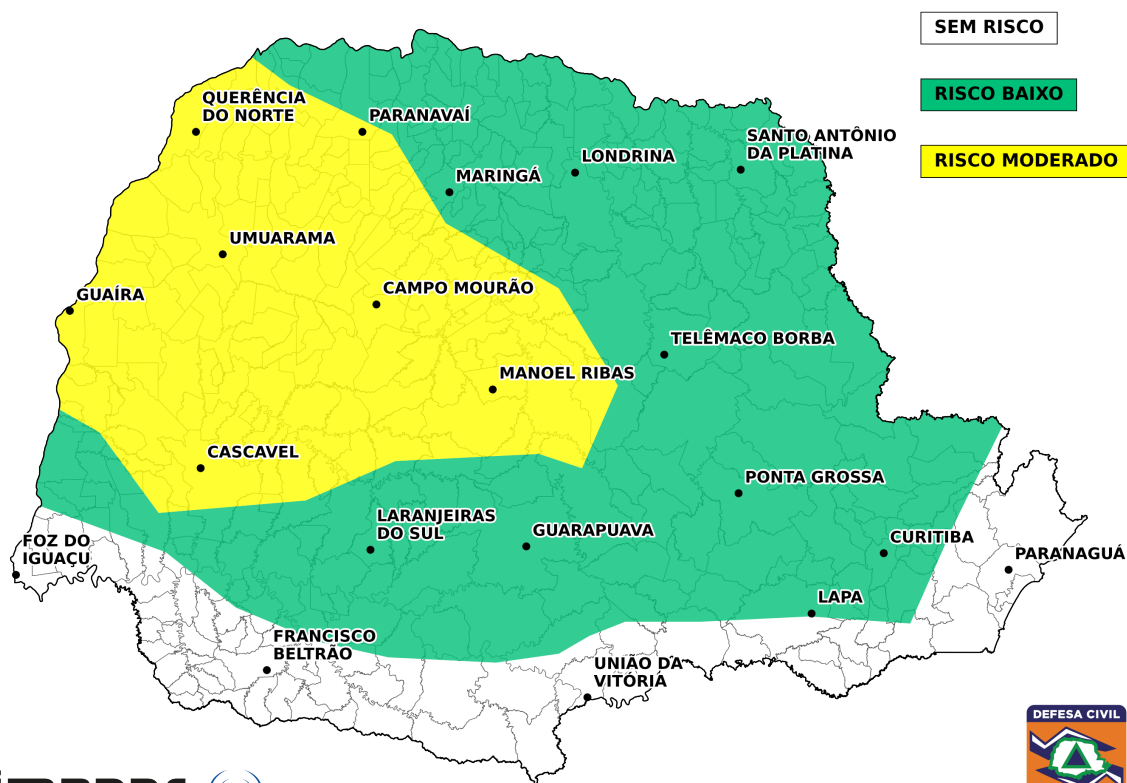 SEM RISCO
RISCO BAIXO
RISCO MODERADO
QUERÊNCIA
DO NORTE
PARANAVAÍ
SANTO ANTÔNIO
DA PLATINA
LONDRINA
MARINGÁ
UMUARAMA
CAMPO MOURÃO
GUAÍRA
TELÊMACO BORBA
MANOEL RIBAS
CASCAVEL
PONTA GROSSA
LARANJEIRAS
DO SUL
GUARAPUAVA
CURITIBA
FOZ DO
IGUAÇU
PARANAGUÁ
LAPA
FRANCISCO
BELTRÃO
UNIÃO DA
VITÓRIA
DEFESA CIVIL